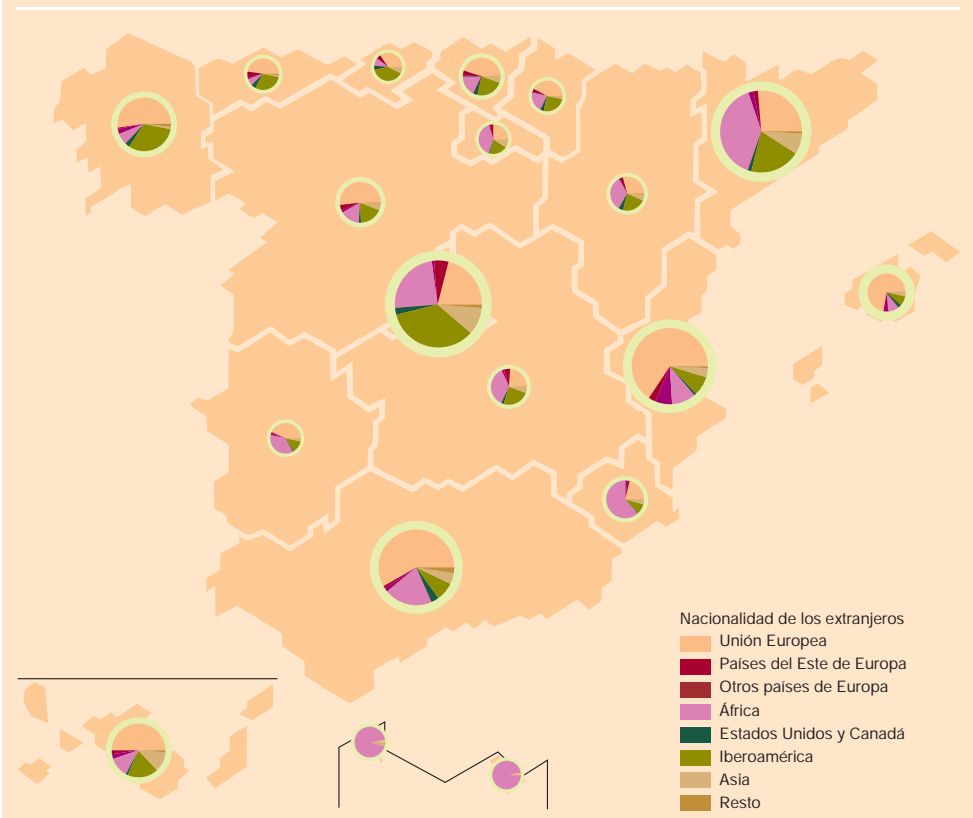 Nacionalidad de los extranjeros
Unión Europea
Países del Este de Europa
Otros países de Europa
África
Estados Unidos y Canadá
Iberoamérica
Asia
Resto